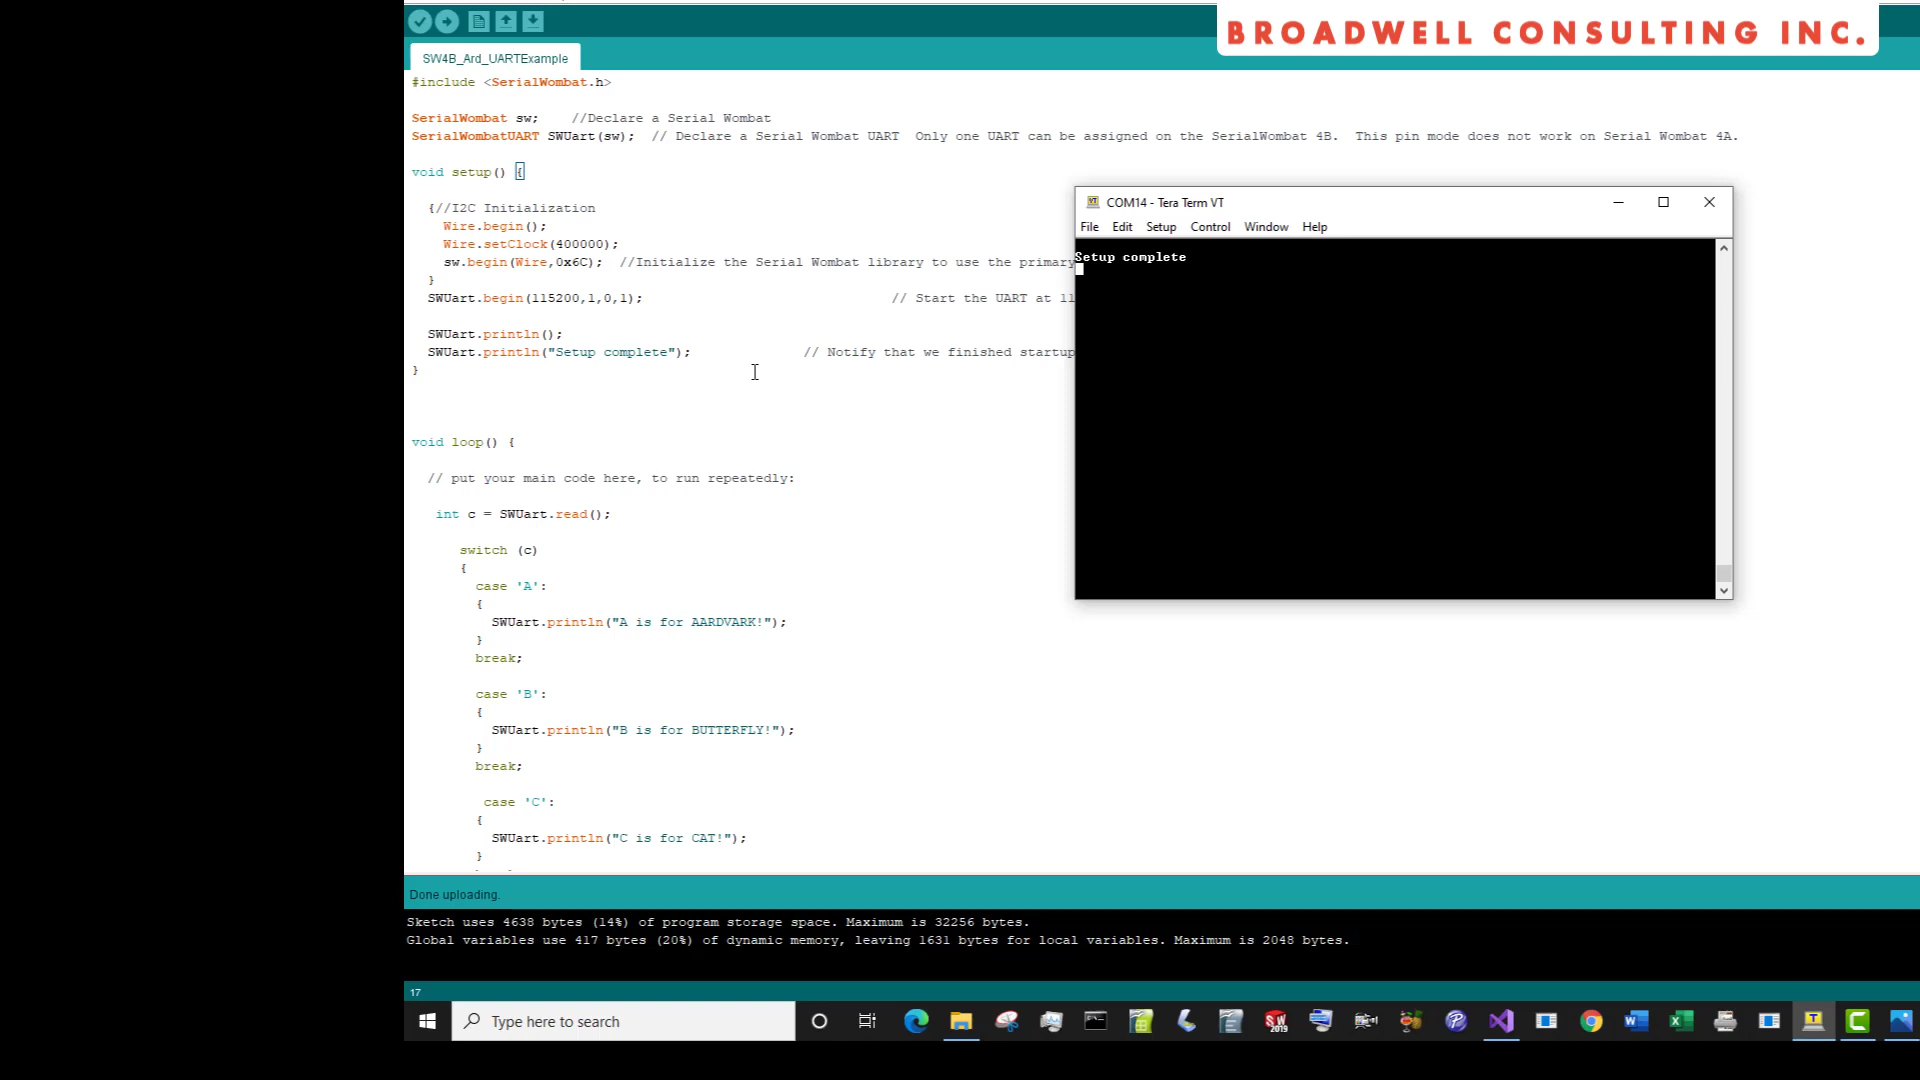 BROADWELL CONSULTING INC.
SW4B_Ard_UARTExample
#include <SerialWombat.h>
SerialWombat sw;    //Declare a Serial Wombat
SerialWombatUART SWUart(sw);  // Declare a Serial Wombat UART  Only one UART can be assigned on the SerialWombat 4B.  This pin mode does not work on Serial Wombat 4A.
void setup() {
{//I2C Initialization
Wire.begin();
Wire.setClock(400000);
sw.begin(Wire,0x6C);  //Initialize the Serial Wombat library to use the primary
}
SWUart.begin(115200,1,0,1);    // Start the UART at 11
SWUart.println();
SWUart.println("Setup complete");    // Notify that we finished startup
}
void loop() {
// put your main code here, to run repeatedly:
int c = SWUart.read();
switch (c)
{
case 'A':
{
SWUart.println("A is for AARDVARK!");
}
break;
case 'B':
{
SWUart.println("B is for BUTTERFLY!");
}
break;
case 'C':
{
SWUart.println("C is for CAT!");
}
COM14 - Tera Term VT
File Edit Setup Control Window Help
Setup complete
Done uploading.
Sketch uses 4638 bytes (14%) of program storage space. Maximum is 32256 bytes.
Global variables use 417 bytes (20%) of dynamic memory, leaving 1631 bytes for local variables. Maximum is 2048 bytes.
17
Type here to search